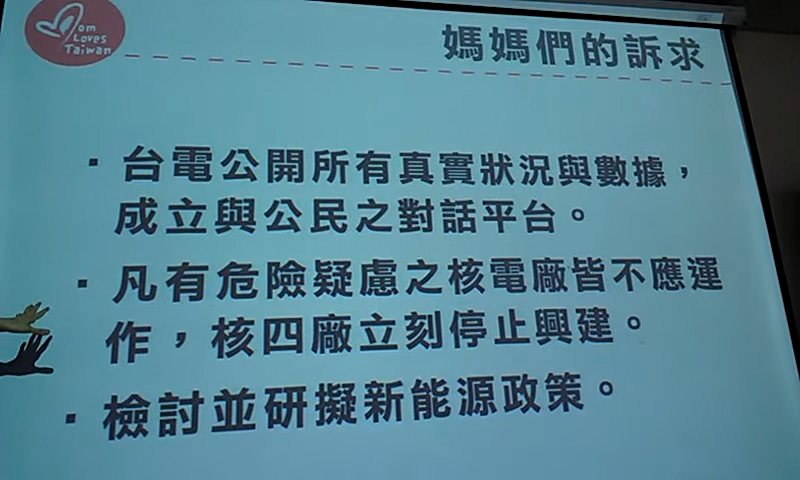 Mom
Loves
Taiwan
媽媽們的訴求
·台電公開所有真實狀況與數據，
成立與公民之對話平台。
·凡有危險疑慮之核電廠皆不應運
作，核四廠立刻停止興建。
·檢討並研擬新能源政策。